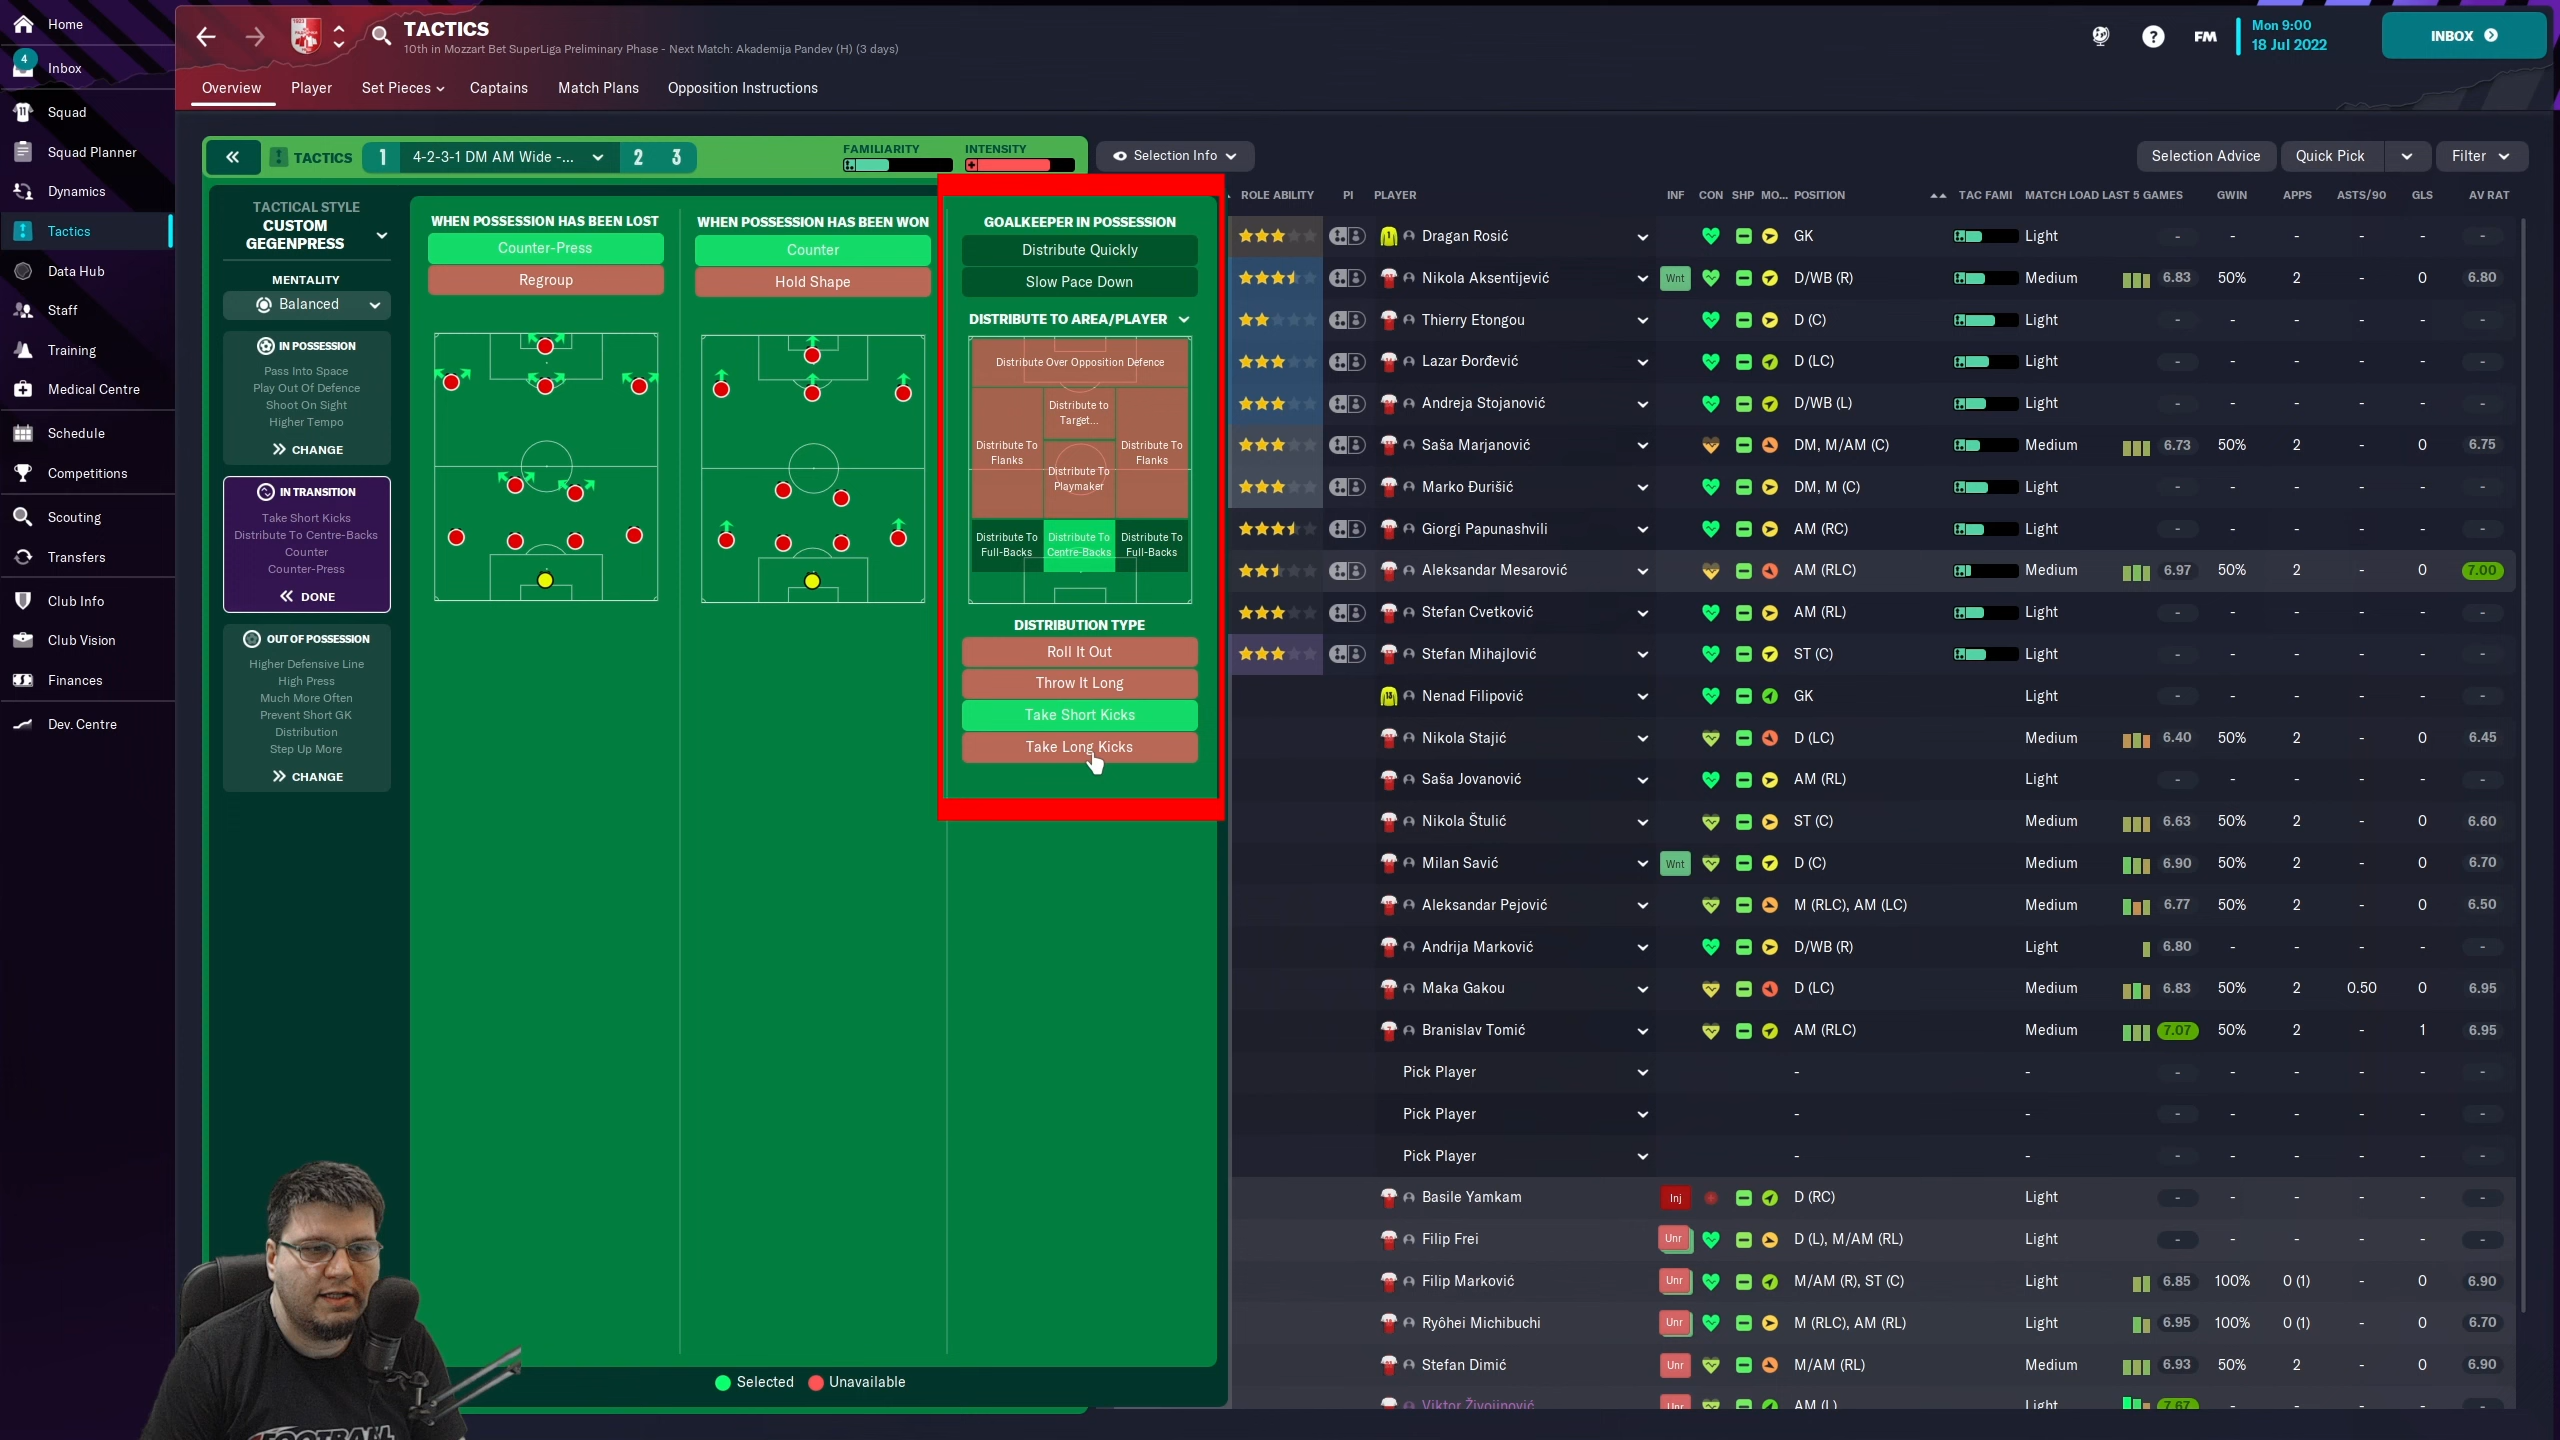 Home
4
Inbox
Squad
Squad Planner
Dynamics
Tactics
Data Hub
Staff
Training
Medical Centre
Schedule
Competitions
Scouting
Transfers
Club Info
Club Vision
Finances
Dev. Centre
TACTICS
10th in Mozzart Bet SuperLiga Preliminary Phase - Next Match: Akademija Pandev (H) (3 days)
? FM
Mon 9:00
18 Jul 2022
INBOX
Overview Player Set Pieces Captains Match Plans Opposition Instructions
TACTICS 1 4-2-3-1 DM AM Wide -... 2 3
FAMILIARITY INTENSITY
Selection Info
Selection Advice Quick Pick Filter
TACTICAL STYLE
CUSTOM
GEGENPRESS
MENTALITY
Balanced
IN POSSESSION
Pass Into Space
Play Out Of Defence
Shoot On Sight
Higher Tempo
CHANGE
IN TRANSITION
Take Short Kicks
Distribute To Centre-Backs
Counter
Counter-Press
DONE
OUT OF POSSESSION
Higher Defensive Line
High Press
Much More Often
Prevent Short GK
Distribution
Step Up More
CHANGE
WHEN POSSESSION HAS BEEN LOST
Counter-Press
Regroup
WHEN POSSESSION HAS BEEN WON
Counter
Hold Shape
GOALKEEPER IN POSSESSION
Distribute Quickly
Slow Pace Down
DISTRIBUTE TO AREA/PLAYER
Distribute Over Opposition Defence
Distribute to
Target...
Distribute To
Flanks
Distribute To
Playmaker
Distribute To
Flanks
Distribute To
Full-Backs
Distribute To
Centre-Backs
Distribute To
Full-Backs
DISTRIBUTION TYPE
Roll It Out
Throw It Long
Take Short Kicks
Take Long Kicks
Selected Unavailable
ROLE ABILITY PI PLAYER INF CON SHP MO... POSITION TAC FAMI MATCH LOAD LAST 5 GAMES GWIN APPS ASTS/90 GLS AV RAT
Dragan Rosić GK Light - - - - - -
Nikola Aksentijević Wnt D/WB (R) Medium 6.83 50% 2 - 0 6.80
Thierry Etongou D (C) Light - - - - - -
Lazar Đorđević D (LC) Light - - - - - -
Andreja Stojanović D/WB (L) Light - - - - - -
Saša Marjanović DM, M/AM (C) Medium 6.73 50% 2 - 0 6.75
Marko Đurišić DM, M (C) Light - - - - - -
Giorgi Papunashvili AM (RC) Light - - - - - -
Aleksandar Mesarović AM (RLC) Medium 6.97 50% 2 - 0 7.00
Stefan Cvetković AM (RL) Light - - - - - -
Stefan Mihajlović ST (C) Light - - - - - -
Nenad Filipović GK Light - - - - - -
Nikola Stajić D (LC) Medium 6.40 50% 2 - 0 6.45
Saša Jovanović AM (RL) Light - - - - - -
Nikola Štulić ST (C) Medium 6.63 50% 2 - 0 6.60
Milan Savić Wnt D (C) Medium 6.90 50% 2 - 0 6.70
Aleksandar Pejović M (RLC), AM (LC) Medium 6.77 50% 2 - 0 6.50
Andrija Marković D/WB (R) Light 6.80 - - - - -
Maka Gakou D (LC) Medium 6.83 50% 2 0.50 0 6.95
Branislav Tomić AM (RLC) Medium 7.07 50% 2 - 1 6.95
Pick Player - - - - - - - -
Pick Player - - - - - - - -
Pick Player - - - - - - - -
Basile Yamkam Inj D (RC) Light - - - - - -
Filip Frei Unr D (L), M/AM (RL) Light - - - - - -
Filip Marković Unr M/AM (R), ST (C) Light 6.85 100% 0 (1) - 0 6.90
Ryôhei Michibuchi Unr M (RLC), AM (RL) Light 6.95 100% 0 (1) - 0 6.70
Stefan Dimić Unr M/AM (RL) Medium 6.93 50% 2 - 0 6.90
Viktor Živojinović Unr AM (L) Light 7.67 - - - - -
FOOTBALL